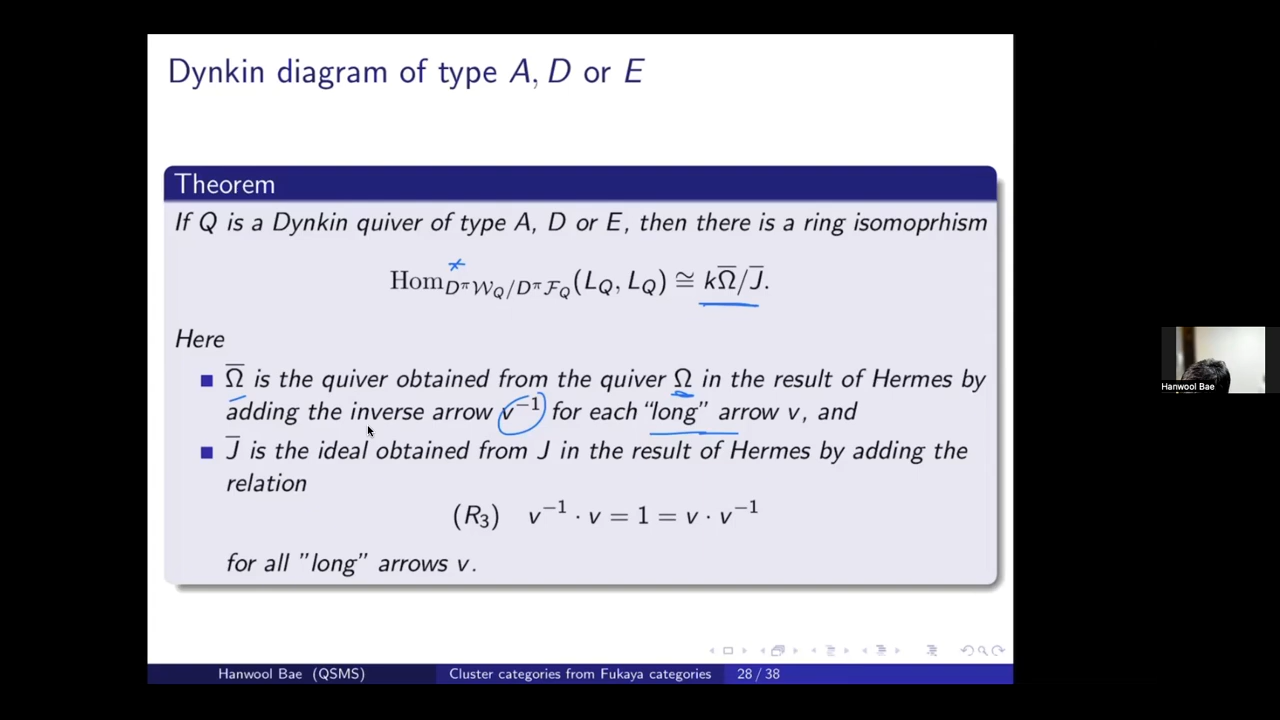 Dynkin diagram of type A, D or E
Theorem
If Q is a Dynkin quiver of type A, D or E, then there is a ring isomoprhism
Hom*_{D^π𝒲_Q/D^πℱ_Q}(L_Q, L_Q) ≅ kΩ̅/J̅.
Here
■ Ω̅ is the quiver obtained from the quiver Ω in the result of Hermes by
adding the inverse arrow v⁻¹ for each “long” arrow v, and
■ J̅ is the ideal obtained from J in the result of Hermes by adding the
relation
(R₃) v⁻¹ · v = 1 = v · v⁻¹
for all ”long” arrows v.
Hanwool Bae
Hanwool Bae (QSMS) Cluster categories from Fukaya categories 28 / 38